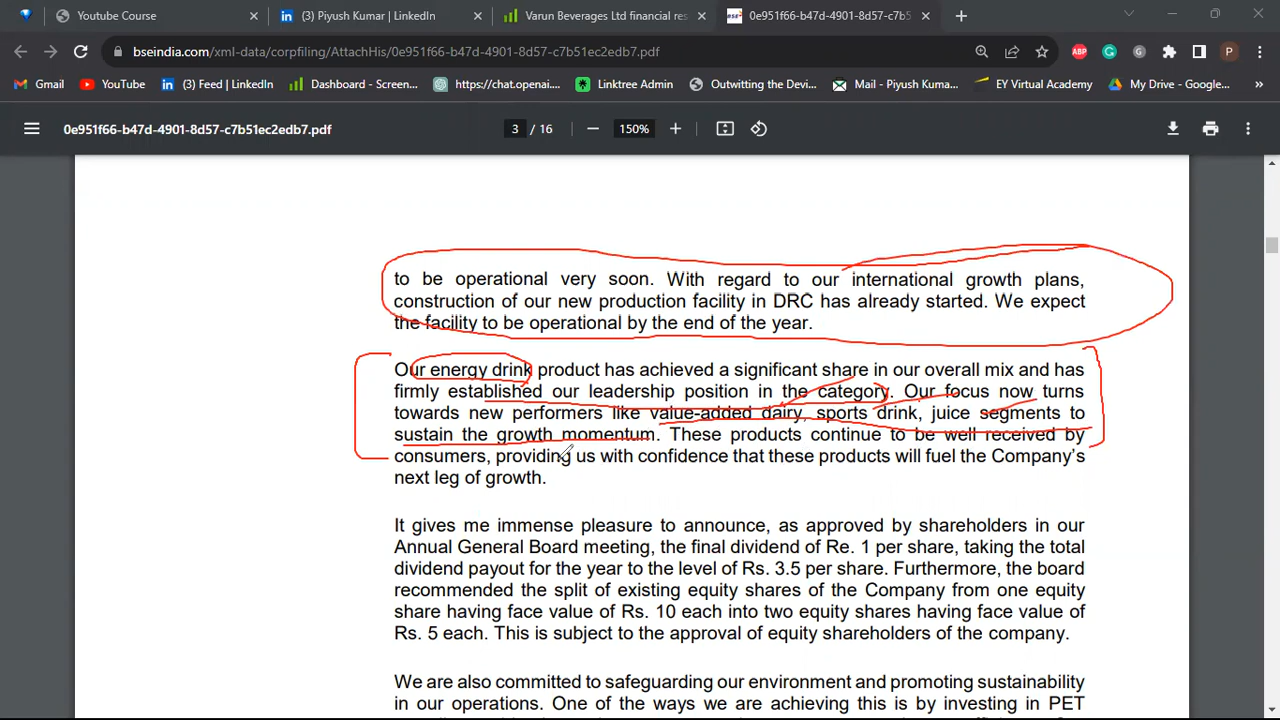 Youtube Course
(3) Piyush Kumar | LinkedIn
Varun Beverages Ltd financial res
0e951f66-b47d-4901-8d57-c7b5
bseindia.com/xml-data/corpfiling/AttachHis/0e951f66-b47d-4901-8d57-c7b51ec2edb7.pdf
ABP
P
Gmail
YouTube
(3) Feed | LinkedIn
Dashboard - Screen...
https://chat.openai....
Linktree Admin
Outwitting the Devi...
Mail - Piyush Kuma...
EY Virtual Academy
My Drive - Google...
»
0e951f66-b47d-4901-8d57-c7b51ec2edb7.pdf
3 / 16
150%
to be operational very soon. With regard to our international growth plans,
construction of our new production facility in DRC has already started. We expect
the facility to be operational by the end of the year.
Our energy drink product has achieved a significant share in our overall mix and has
firmly established our leadership position in the category. Our focus now turns
towards new performers like value-added dairy, sports drink, juice segments to
sustain the growth momentum. These products continue to be well received by
consumers, providing us with confidence that these products will fuel the Company's
next leg of growth.
It gives me immense pleasure to announce, as approved by shareholders in our
Annual General Board meeting, the final dividend of Re. 1 per share, taking the total
dividend payout for the year to the level of Rs. 3.5 per share. Furthermore, the board
recommended the split of existing equity shares of the Company from one equity
share having face value of Rs. 10 each into two equity shares having face value of
Rs. 5 each. This is subject to the approval of equity shareholders of the company.
We are also committed to safeguarding our environment and promoting sustainability
in our operations. One of the ways we are achieving this is by investing in PET